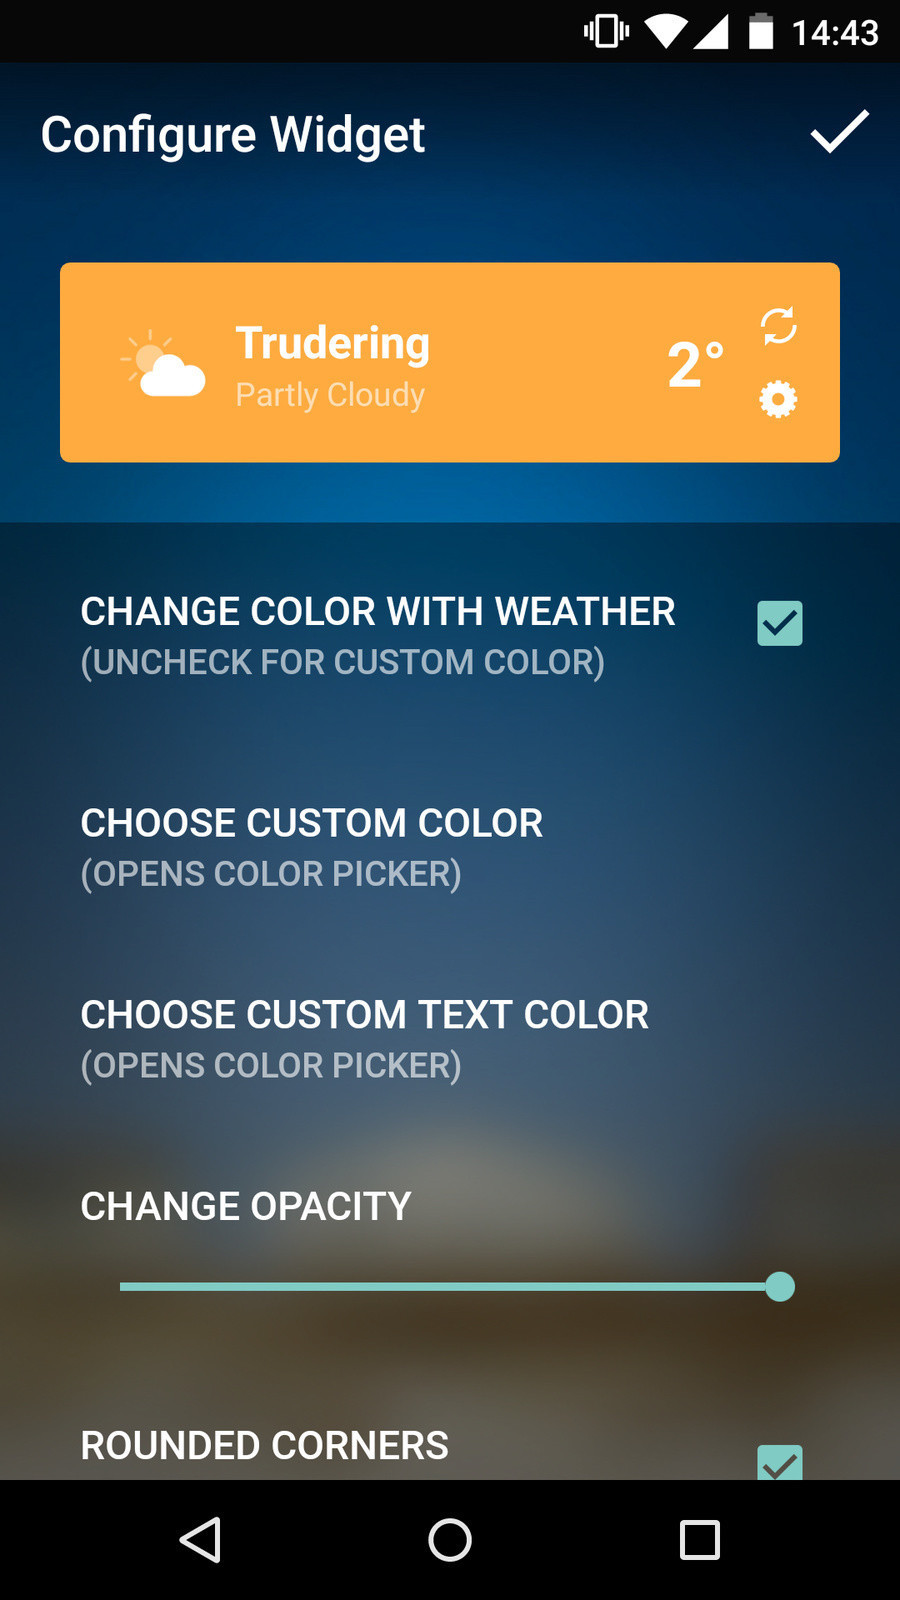 14:43
Configure Widget
Trudering
Partly Cloudy
2°
CHANGE COLOR WITH WEATHER
(UNCHECK FOR CUSTOM COLOR)
CHOOSE CUSTOM COLOR
(OPENS COLOR PICKER)
CHOOSE CUSTOM TEXT COLOR
(OPENS COLOR PICKER)
CHANGE OPACITY
ROUNDED CORNERS